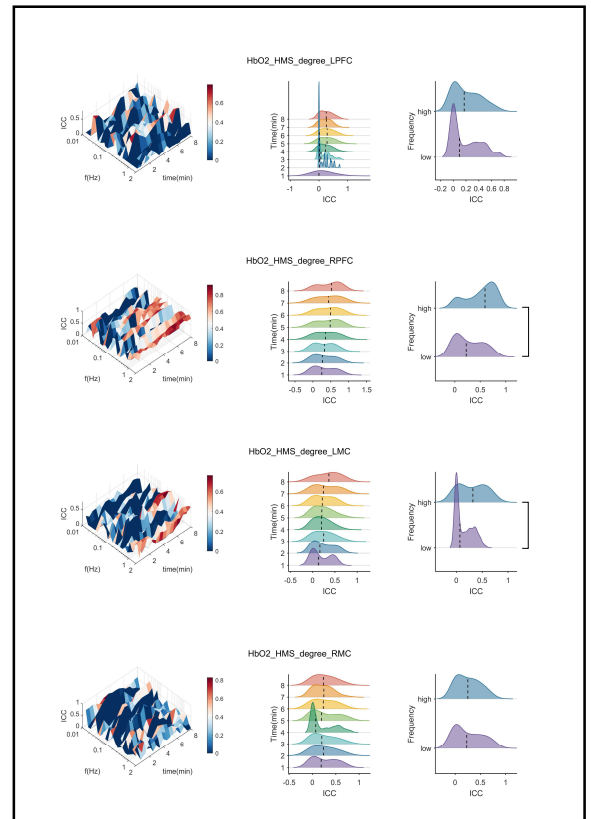 HbO2_HMS_degree_LPFC
ICC
0.5
0
0.01
0.1
1
2
f(Hz)
2
4
6
8
time(min)
0.6
0.4
0.2
0
Time(min)
8
7
6
5
4
3
2
1
-1 0 1
ICC
Frequency
high
low
-0.2 0 0.2 0.4 0.6 0.8
ICC
HbO2_HMS_degree_RPFC
ICC
1
0.5
0
0.01
0.1
1
2
f(Hz)
2
4
6
8
time(min)
0.8
0.6
0.4
0.2
0
Time(min)
8
7
6
5
4
3
2
1
-0.5 0 0.5 1 1.5
ICC
Frequency
high
low
0 0.5 1
ICC
HbO2_HMS_degree_LMC
ICC
0.5
0
0.01
0.1
1
2
f(Hz)
2
4
6
8
time(min)
0.6
0.4
0.2
0
Time(min)
8
7
6
5
4
3
2
1
-0.5 0 0.5 1
ICC
Frequency
high
low
0 0.5 1
ICC
HbO2_HMS_degree_RMC
ICC
1
0.5
0
0.01
0.1
1
2
f(Hz)
2
4
6
8
time(min)
0.8
0.6
0.4
0.2
0
Time(min)
8
7
6
5
4
3
2
1
-0.5 0 0.5 1
ICC
Frequency
high
low
0 0.5 1
ICC